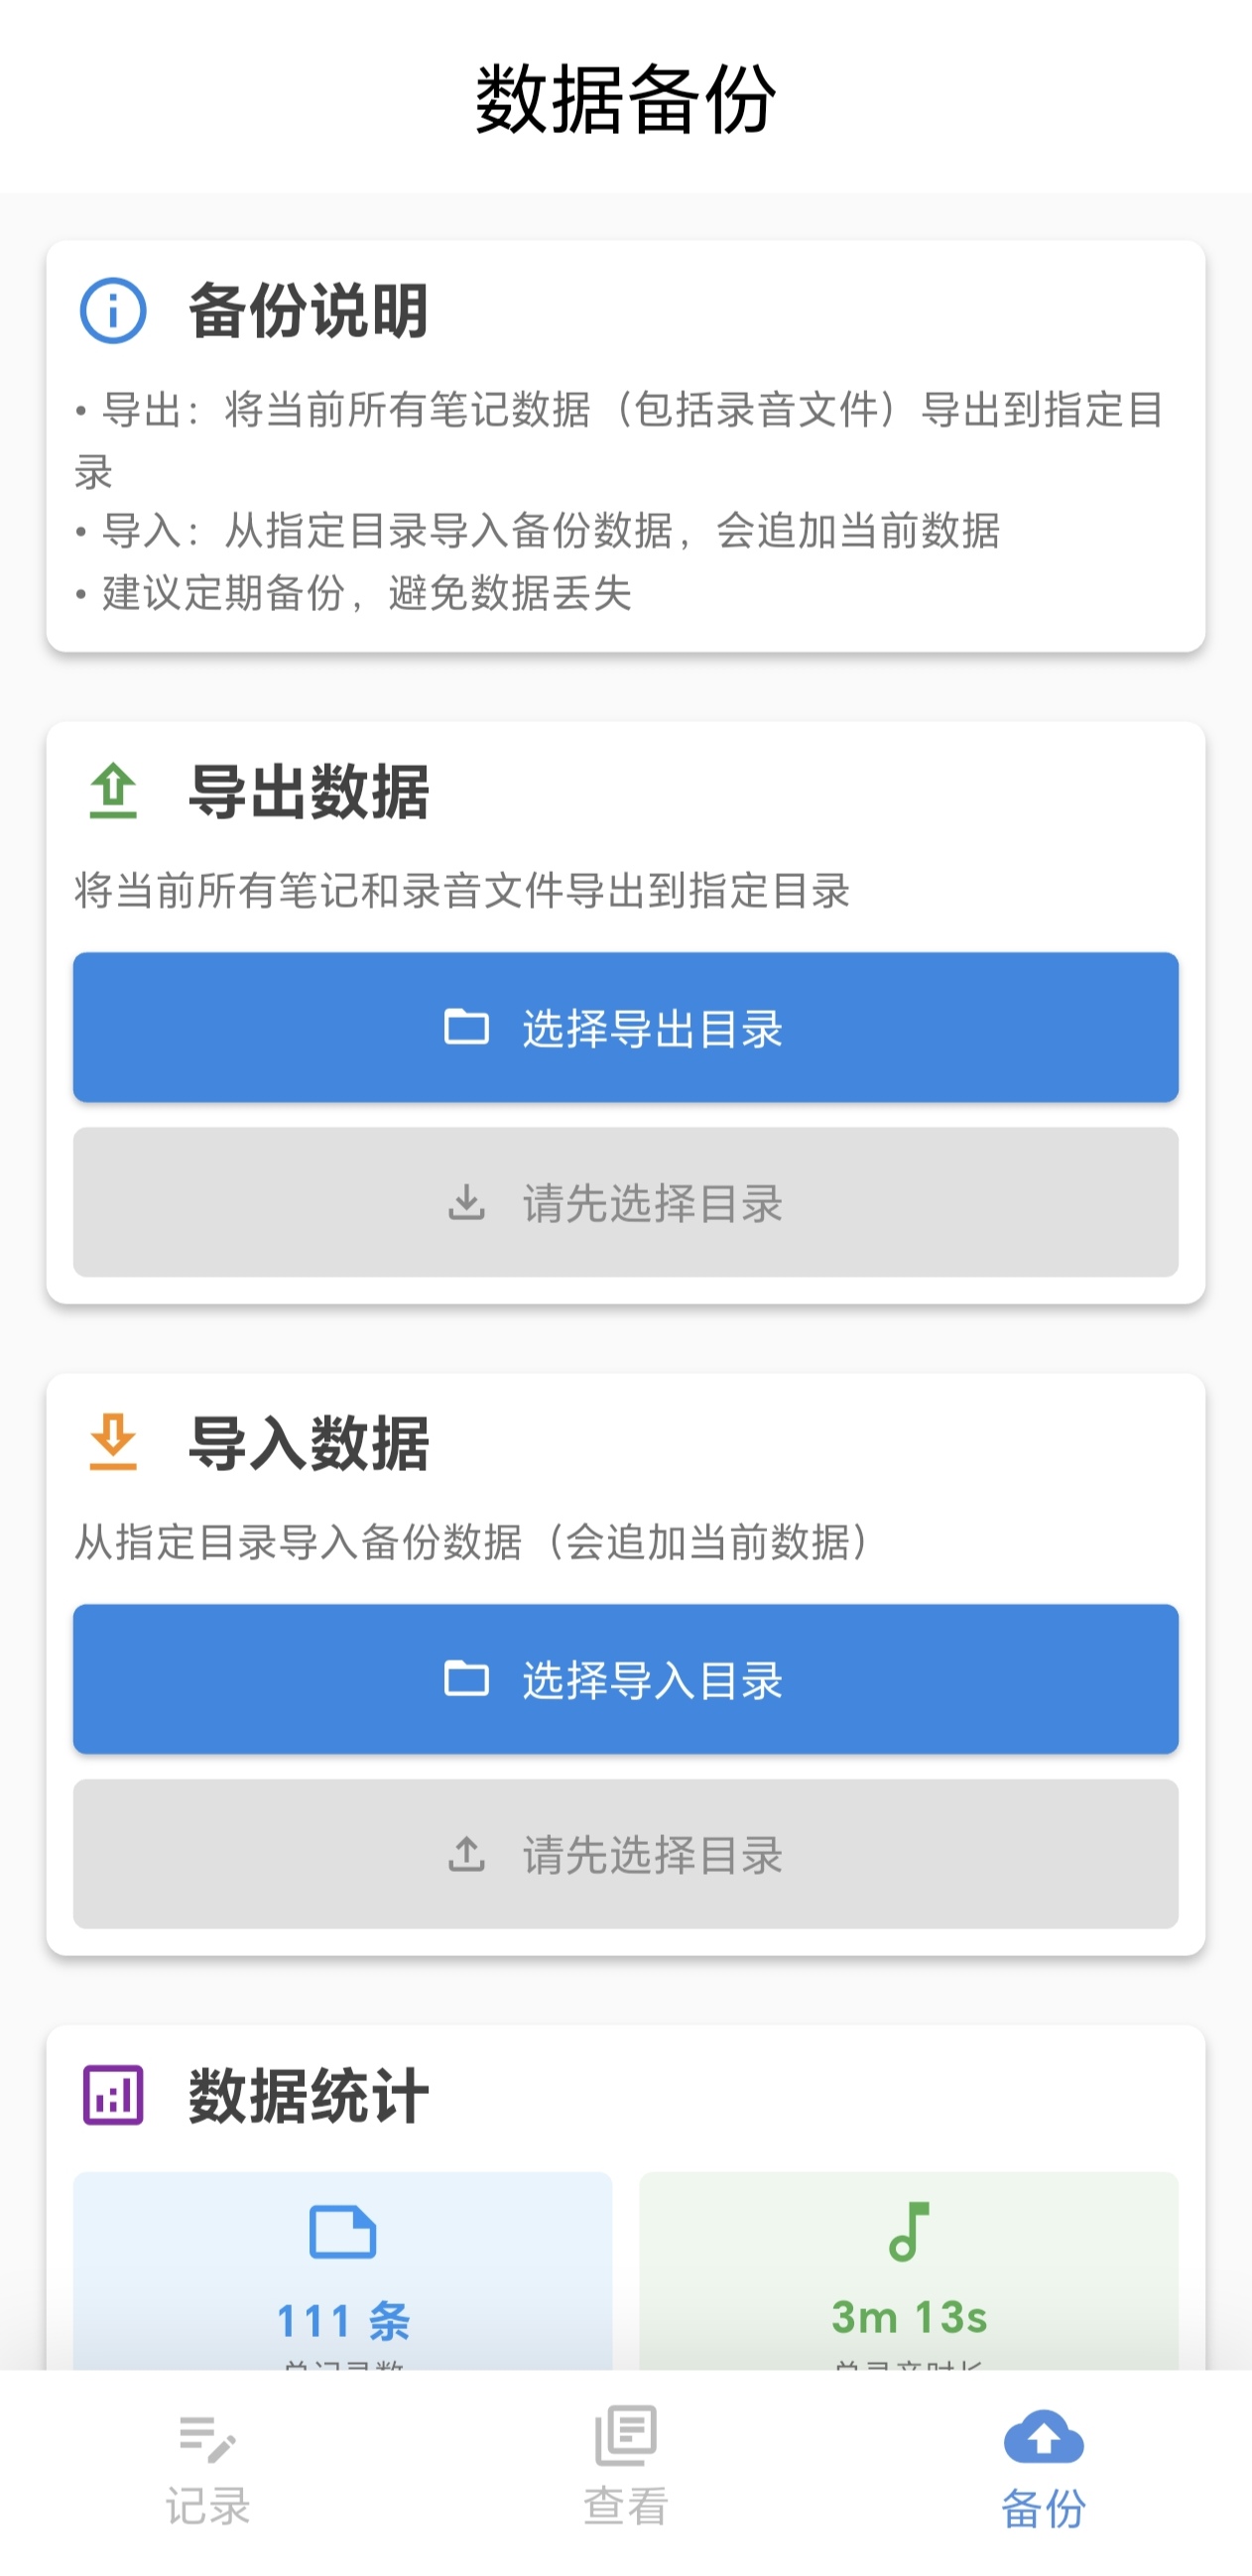 数据备份
备份说明
• 导出：将当前所有笔记数据（包括录音文件）导出到指定目
录
• 导入：从指定目录导入备份数据，会追加当前数据
• 建议定期备份，避免数据丢失
导出数据
将当前所有笔记和录音文件导出到指定目录
选择导出目录
请先选择目录
导入数据
从指定目录导入备份数据（会追加当前数据）
选择导入目录
请先选择目录
数据统计
111 条
3m 13s
记录
查看
备份